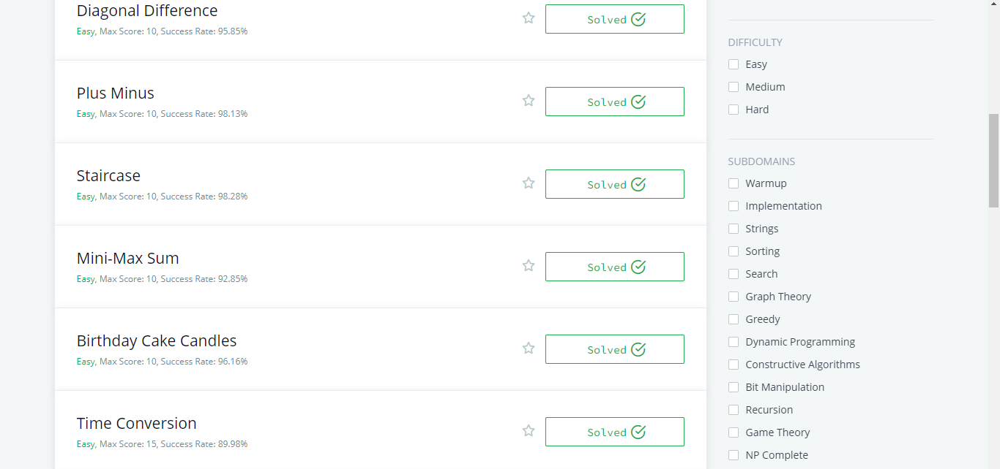 Diagonal Difference
Easy, Max Score: 10, Success Rate: 95.85%
Solved
Plus Minus
Easy, Max Score: 10, Success Rate: 98.13%
Solved
Staircase
Easy, Max Score: 10, Success Rate: 98.28%
Solved
Mini-Max Sum
Easy, Max Score: 10, Success Rate: 92.85%
Solved
Birthday Cake Candles
Easy, Max Score: 10, Success Rate: 96.16%
Solved
Time Conversion
Easy, Max Score: 15, Success Rate: 89.98%
Solved
DIFFICULTY
Easy
Medium
Hard
SUBDOMAINS
Warmup
Implementation
Strings
Sorting
Search
Graph Theory
Greedy
Dynamic Programming
Constructive Algorithms
Bit Manipulation
Recursion
Game Theory
NP Complete